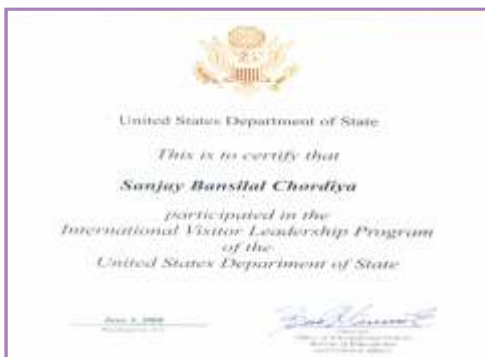 United States Department of State
This is to certify that
Sanjay Bansilal Chordiya
participated in the
International Visitor Leadership Program
of the
United States Department of State
Director